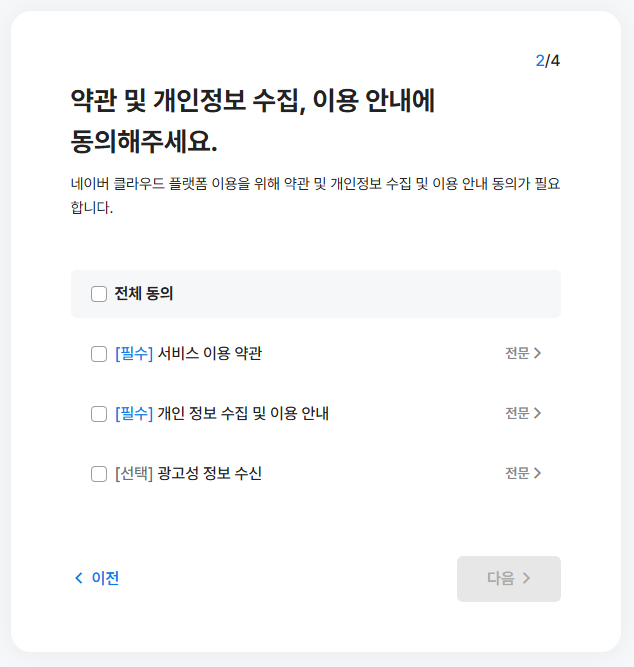 2/4
약관 및 개인정보 수집, 이용 안내에
동의해주세요.
네이버 클라우드 플랫폼 이용을 위해 약관 및 개인정보 수집 및 이용 안내 동의가 필요
합니다.
전체 동의
[필수] 서비스 이용 약관 전문
[필수] 개인 정보 수집 및 이용 안내 전문
[선택] 광고성 정보 수신 전문
이전 다음